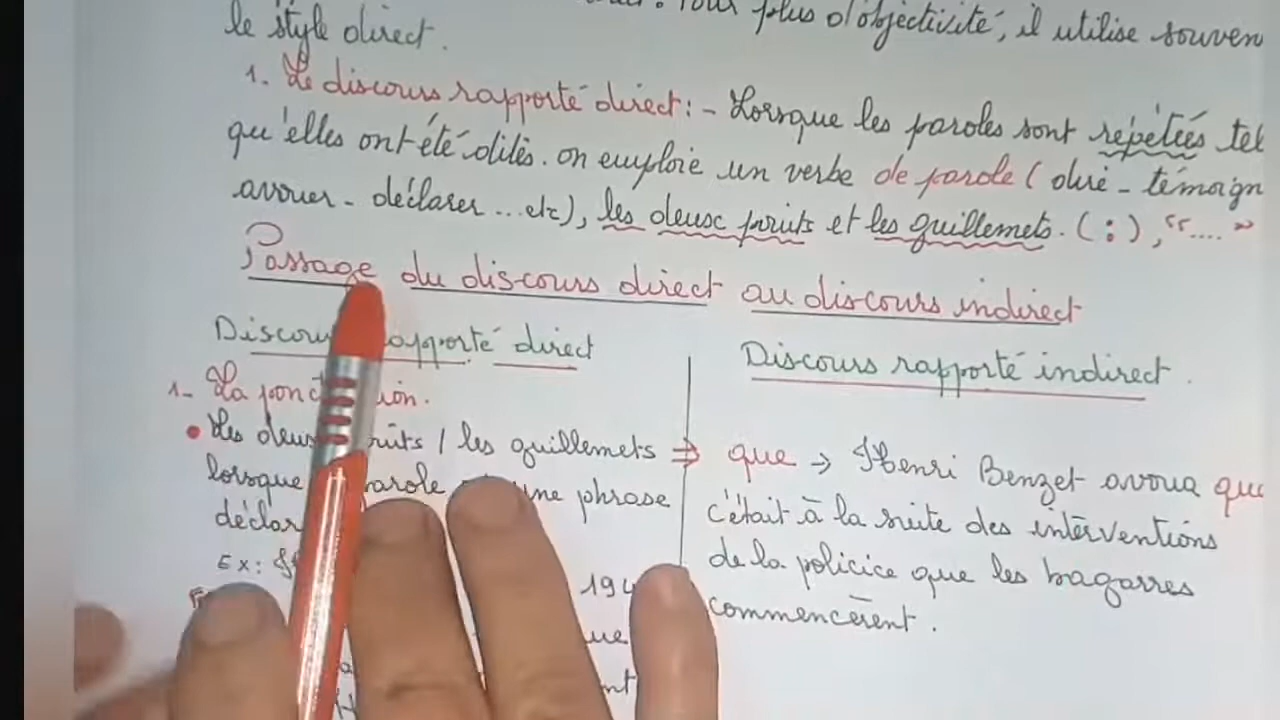 Pour plus d'objectivité, il utilise souven
le style direct.
1. Le discours rapporté direct : - Lorsque les paroles sont répétées tel
qu'elles ont été dites. on emploie un verbe de parole ( dire - témoign
avouer - déclarer ... etc), les deux points et les guillemets. ( : ), "....."
Passage du discours direct au discours indirect
Discours rapporté direct
Discours rapporté indirect.
1- La ponctuation.
• Les deux points / les guillemets ⇒
lorsque parole une phrase
déclar
Ex:
194
que → Henri Benzet avoua que
c'était à la suite des interventions
de la policice que les bagarres
commencèrent.